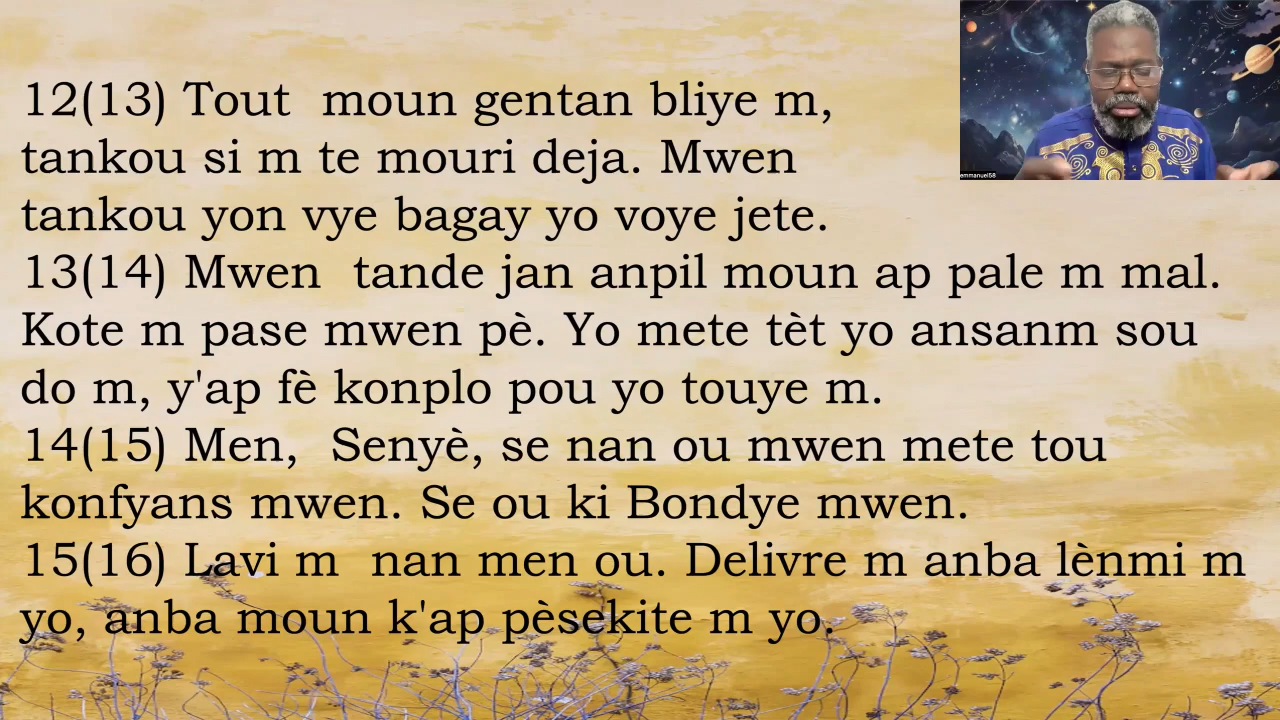 12(13) Tout  moun gentan bliye m,
tankou si m te mouri deja. Mwen
tankou yon vye bagay yo voye jete.
13(14) Mwen  tande jan anpil moun ap pale m mal.
Kote m pase mwen pè. Yo mete tèt yo ansanm sou
do m, y'ap fè konplo pou yo touye m.
14(15) Men,  Senyè, se nan ou mwen mete tou
konfyans mwen. Se ou ki Bondye mwen.
15(16) Lavi m  nan men ou. Delivre m anba lènmi m
yo, anba moun k'ap pèsekite m yo.
emmanuel58